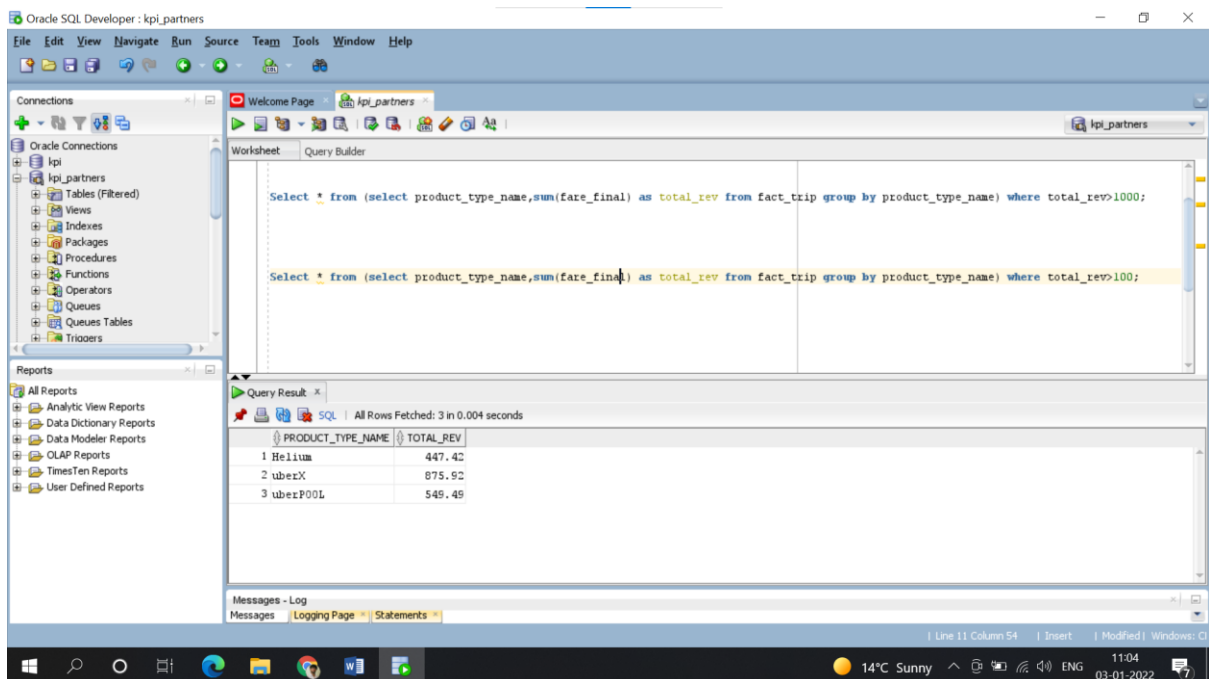 Oracle SQL Developer : kpi_partners
File Edit View Navigate Run Source Team Tools Window Help
Connections
Oracle Connections
kpi
kpi_partners
Tables (Filtered)
Views
Indexes
Packages
Procedures
Functions
Operators
Queues
Queues Tables
Triggers
Reports
All Reports
Analytic View Reports
Data Dictionary Reports
Data Modeler Reports
OLAP Reports
TimesTen Reports
User Defined Reports
Welcome Page kpi_partners
kpi_partners
Worksheet Query Builder
Select * from (select product_type_name,sum(fare_final) as total_rev from fact_trip group by product_type_name) where total_rev>1000;
Select * from (select product_type_name,sum(fare_final) as total_rev from fact_trip group by product_type_name) where total_rev>100;
Query Result
SQL | All Rows Fetched: 3 in 0.004 seconds
PRODUCT_TYPE_NAME TOTAL_REV
1 Helium 447.42
2 uberX 875.92
3 uberPOOL 549.49
Messages - Log
Messages Logging Page Statements
| Line 11 Column 54 | Insert | Modified | Windows: C
14°C Sunny ENG 11:04
03-01-2022 7